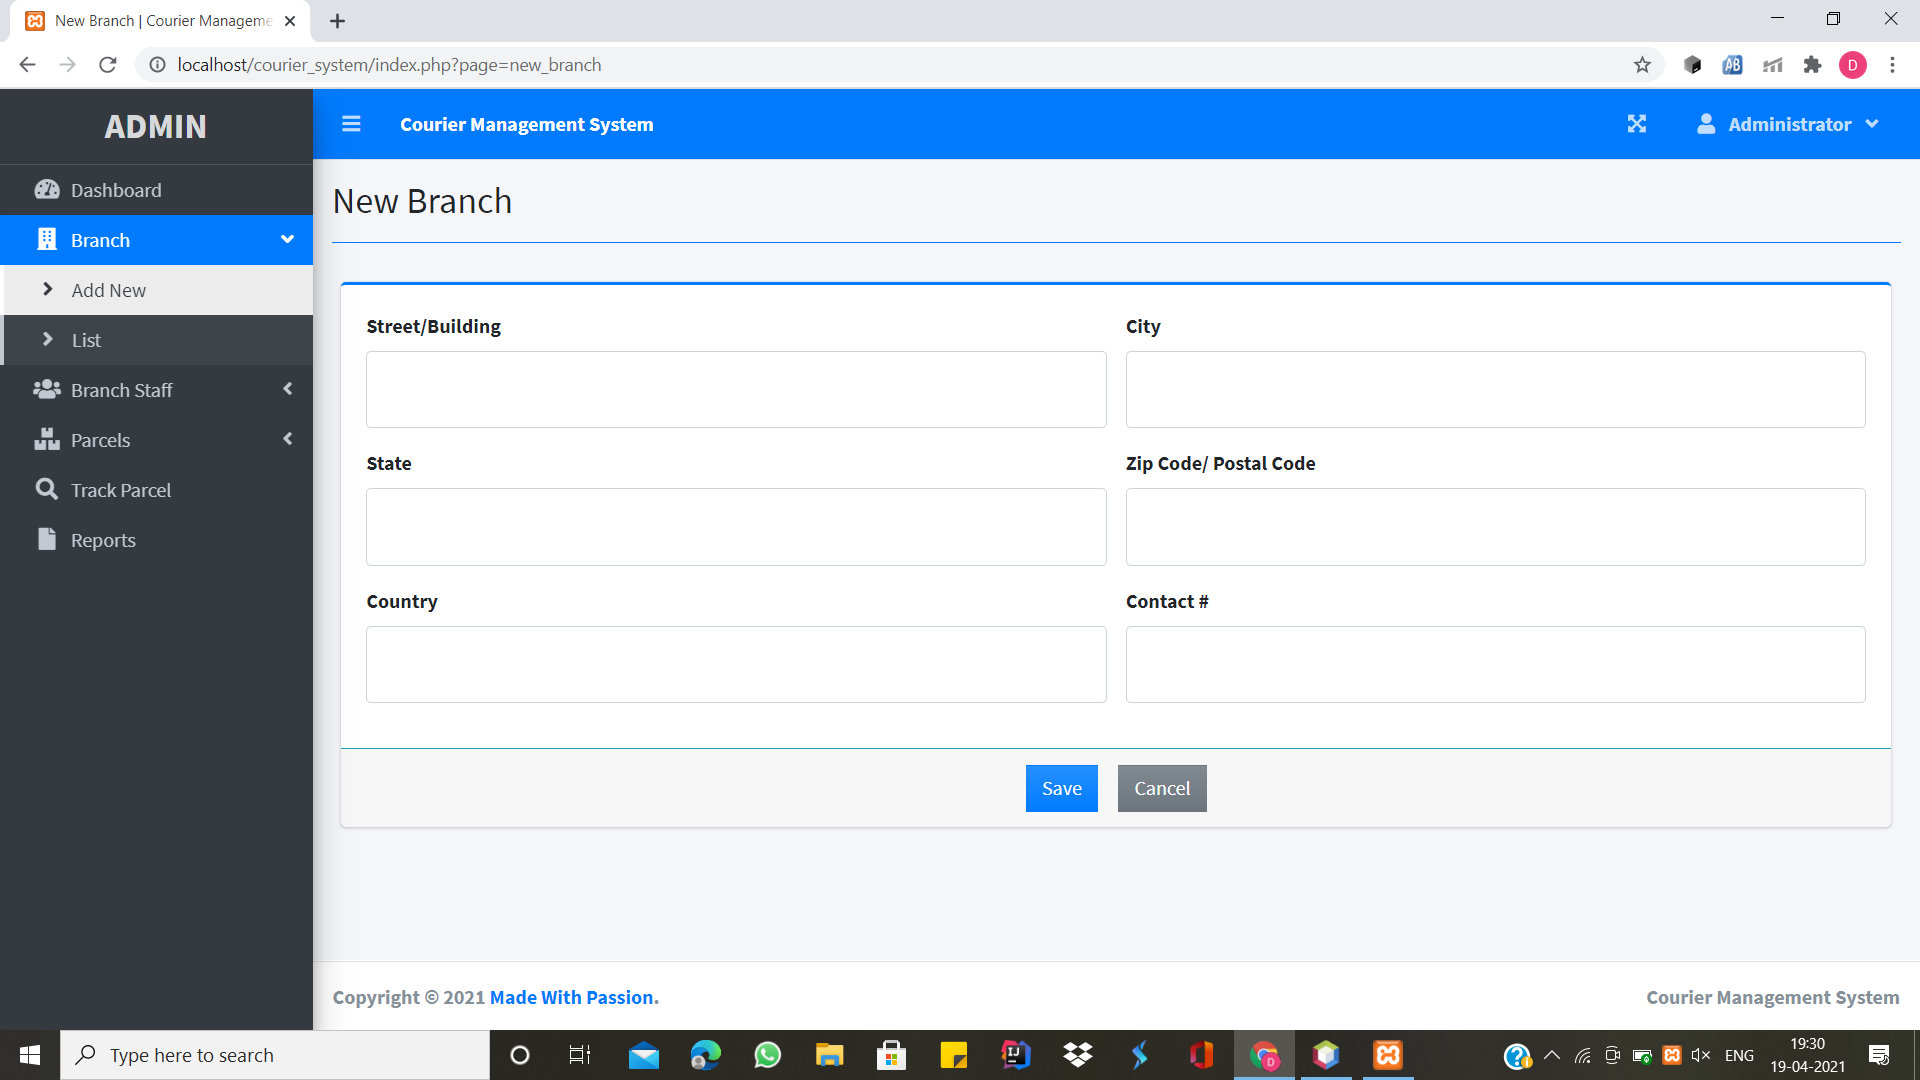 New Branch | Courier Manageme
localhost/courier_system/index.php?page=new_branch
D
ADMIN
Courier Management System
Administrator
Dashboard
Branch
Add New
List
Branch Staff
Parcels
Track Parcel
Reports
New Branch
Street/Building
City
State
Zip Code/ Postal Code
Country
Contact #
Save
Cancel
Copyright © 2021 Made With Passion.
Courier Management System
Type here to search
ENG
19:30
19-04-2021